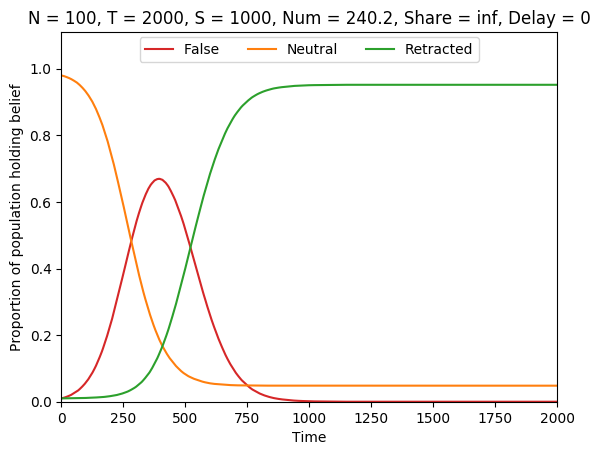 N = 100, T = 2000, S = 1000, Num = 240.2, Share = inf, Delay = 0
False Neutral Retracted
Proportion of population holding belief
1.0
0.8
0.6
0.4
0.2
0.0
0 250 500 750 1000 1250 1500 1750 2000
Time